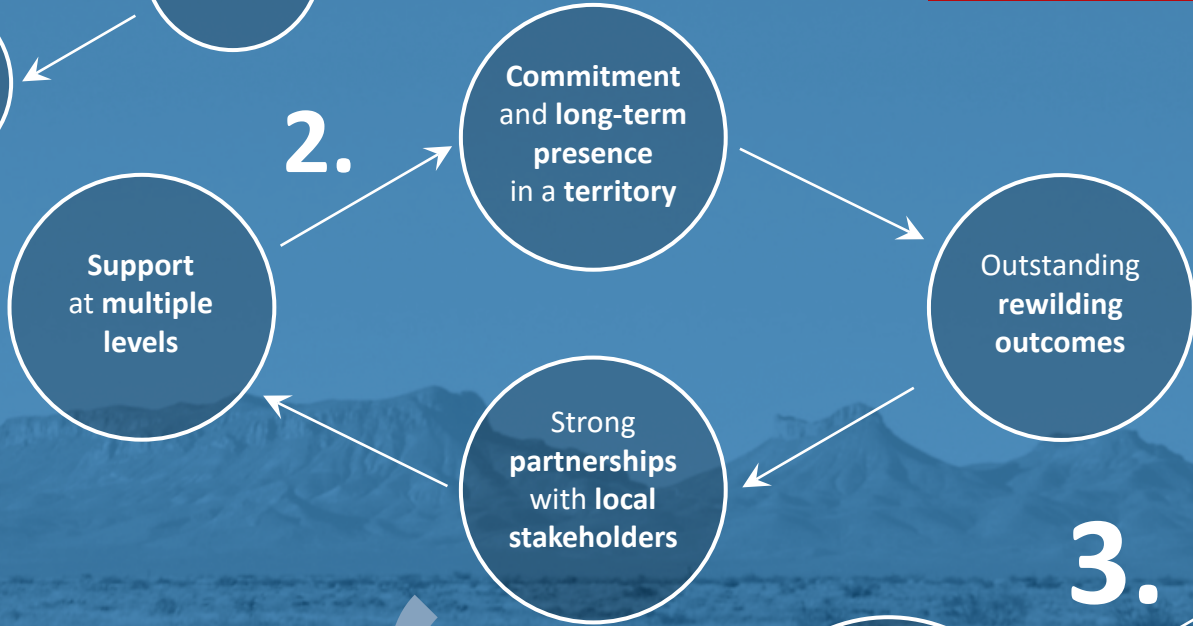 2.
Commitment
and long-term
presence
in a territory
Support
at multiple
levels
Outstanding
rewilding
outcomes
Strong
partnerships
with local
stakeholders
3.